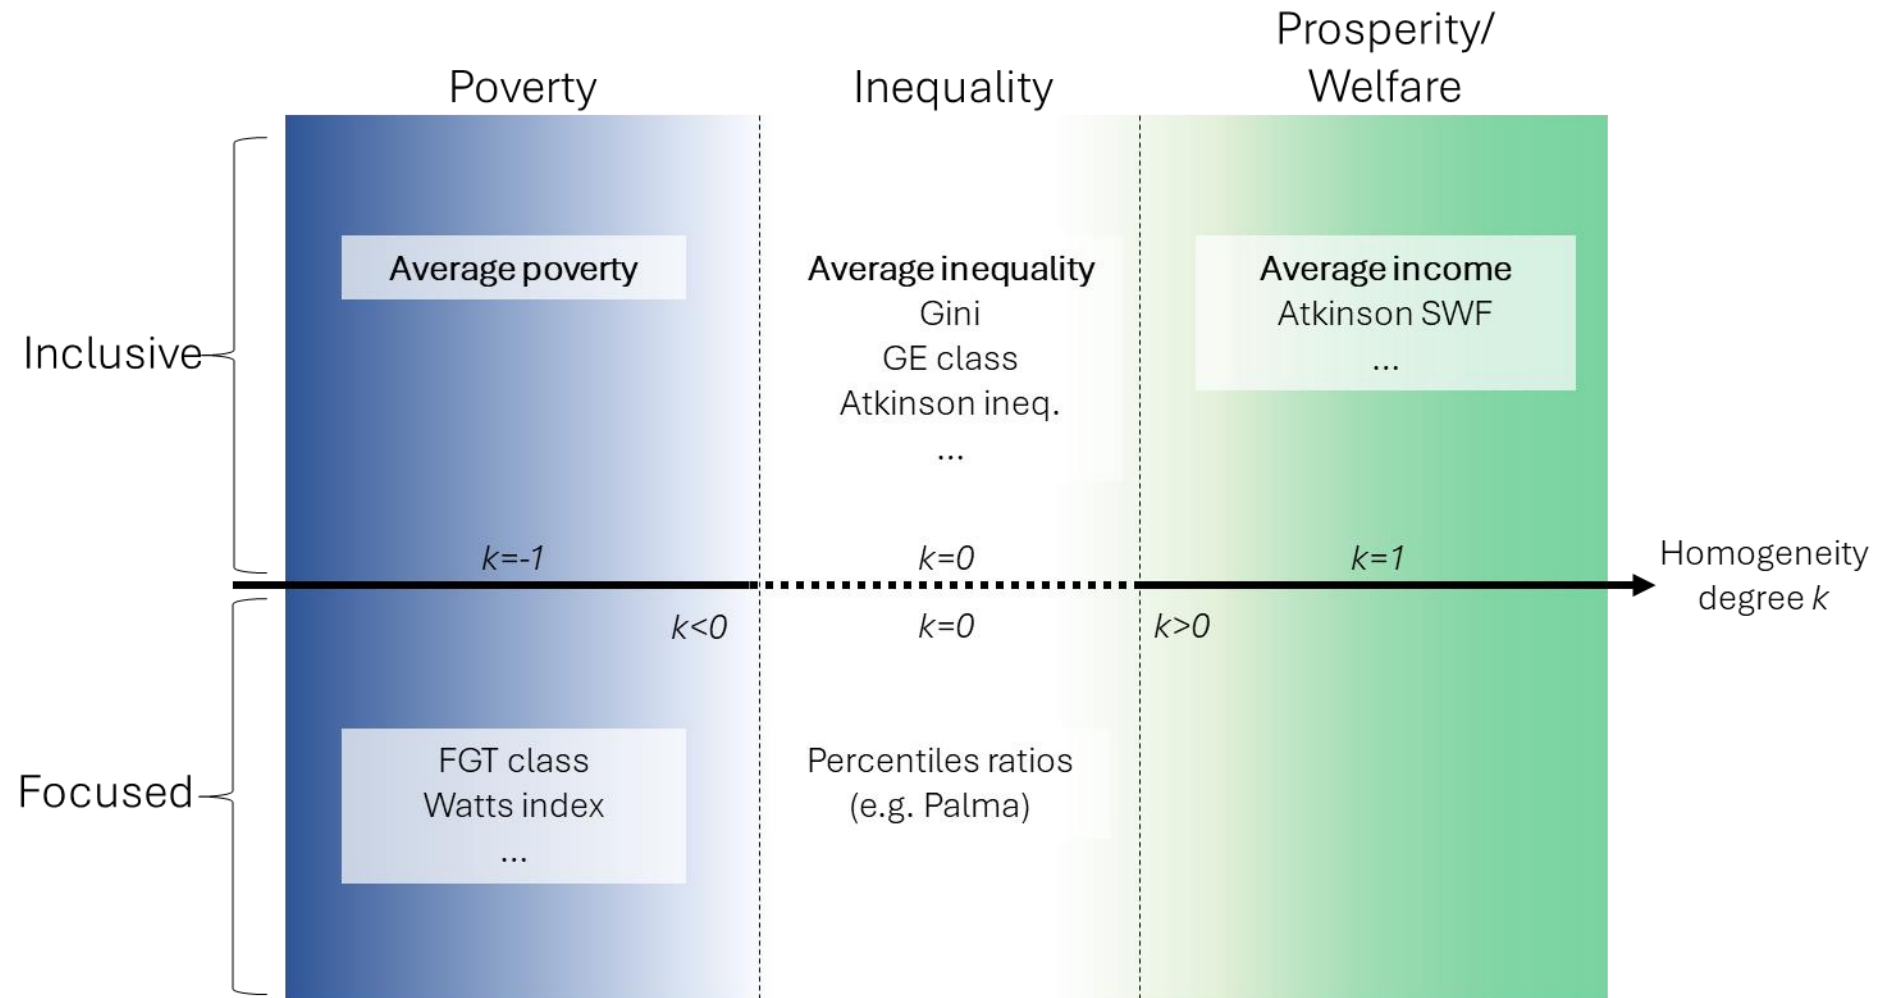 Poverty
Inequality
Prosperity/
Welfare
Inclusive
Average poverty
Average inequality
Gini
GE class
Atkinson ineq.
...
Average income
Atkinson SWF
...
k=-1
k=0
k=1
Homogeneity
degree k
k<0
k=0
k>0
Focused
FGT class
Watts index
...
Percentiles ratios
(e.g. Palma)